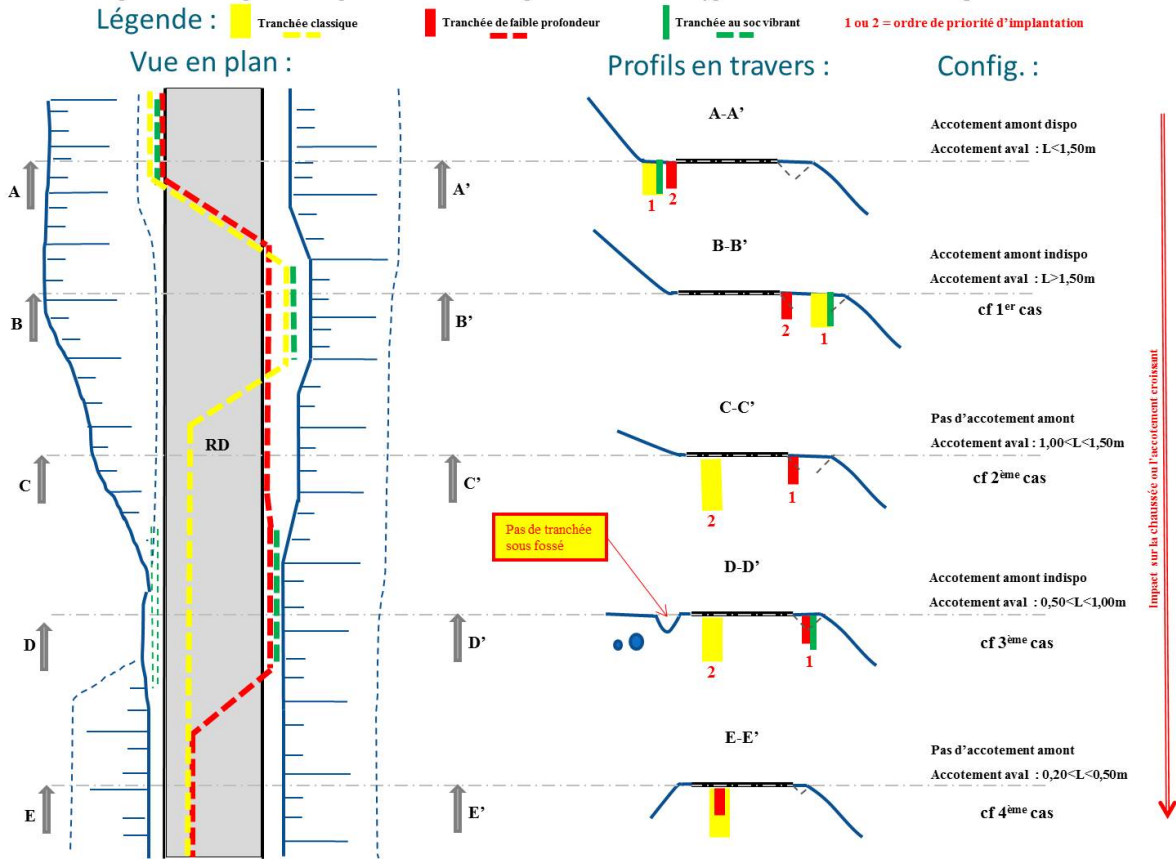 Légende :
Tranchée classique
Tranchée de faible profondeur
Tranchée au soc vibrant
1 ou 2 = ordre de priorité d'implantation
Vue en plan :
Profils en travers :
Config. :
A-A’
Accotement amont dispo
Accotement aval : L<1,50m
A
A’
1
2
B-B’
Accotement amont indispo
Accotement aval : L>1,50m
cf 1er cas
B
B’
2
1
C-C’
Pas d’accotement amont
Accotement aval : 1,00<L<1,50m
cf 2ème cas
RD
C
C’
2
1
Pas de tranchée
sous fossé
D-D’
Accotement amont indispo
Accotement aval : 0,50<L<1,00m
cf 3ème cas
D
D’
2
1
E-E’
Pas d’accotement amont
Accotement aval : 0,20<L<0,50m
cf 4ème cas
E
E’
Impact sur la chaussée ou l'accotement croissant